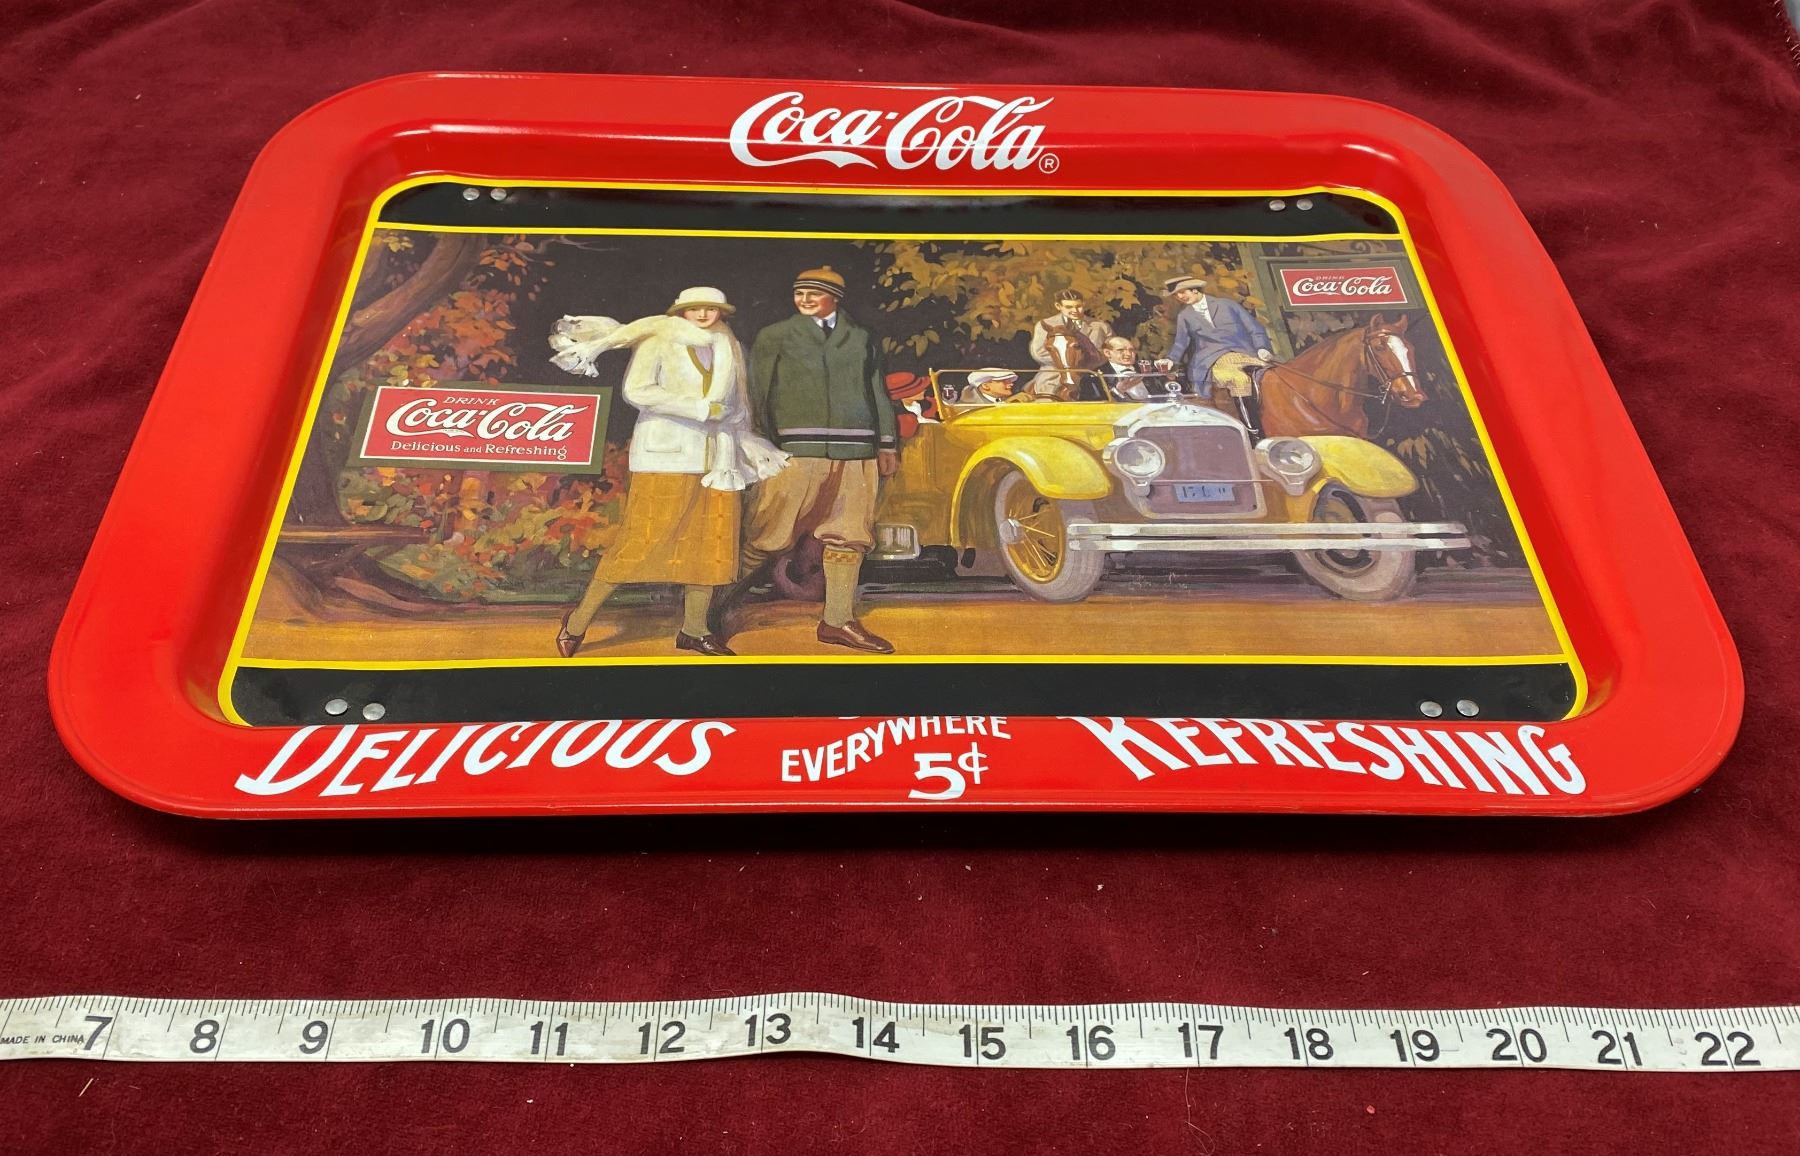 Coca-Cola®
DRINK
Coca-Cola
DRINK
Coca-Cola
Delicious and Refreshing
DELICIOUS
EVERYWHERE
5¢
REFRESHING
MADE IN CHINA 7 8 9 10 11 12 13 14 15 16 17 18 19 20 21 22